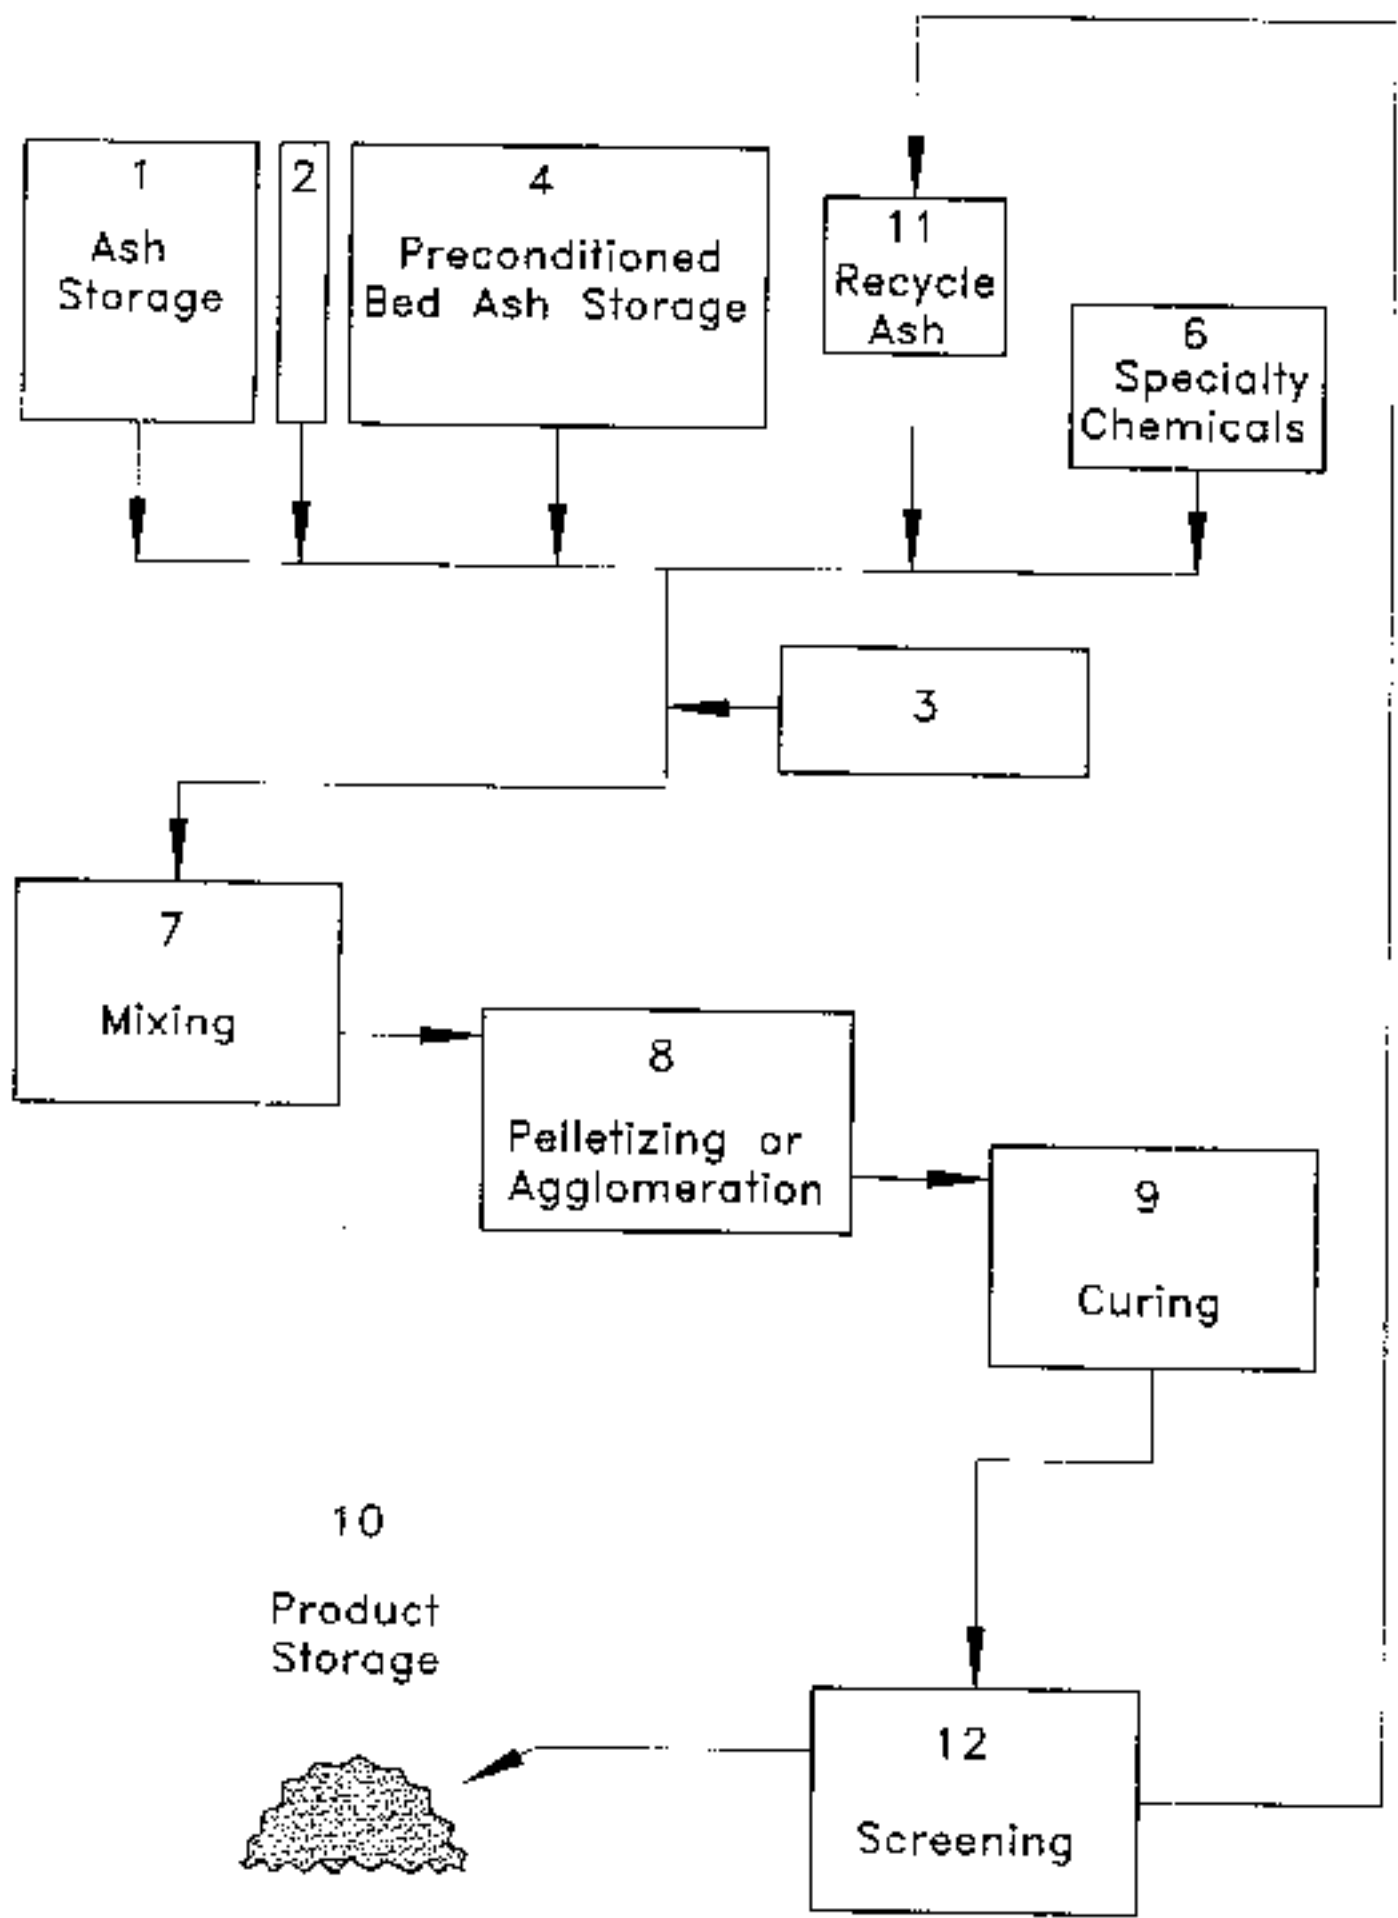 1
Ash
Storage
2
4
Preconditioned
Bed Ash Storage
11
Recycle
Ash
6
Specialty
Chemicals
3
7
Mixing
8
Pelletizing or
Agglomeration
9
Curing
10
Product
Storage
12
Screening